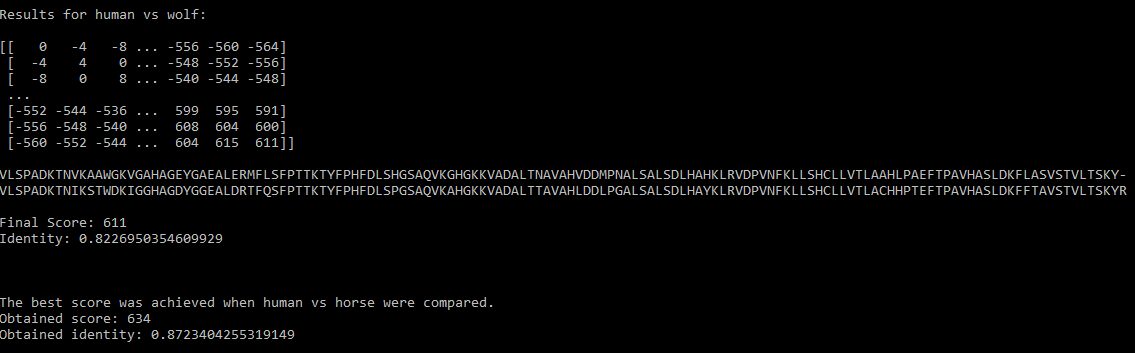 Results for human vs wolf:
[[   0   -4   -8 ... -556 -560 -564]
 [  -4    4    0 ... -548 -552 -556]
 [  -8    0    8 ... -540 -544 -548]
 ...
 [-552 -544 -536 ...  599  595  591]
 [-556 -548 -540 ...  608  604  600]
 [-560 -552 -544 ...  604  615  611]]
VLSPADKTNVKAAWGKVGAHAGEYGAEALERMFLSFPTTKTYFPHFDLSHGSAQVKGHGKKVADALTNAVAHVDDMPNALSALSDLHAHKLRVDPVNFKLLSHCLLVTLAAHLPAEFTPAVHASLDKFLASVSTVLTSKY-
VLSPADKTNIKSTWDKIGGHAGDYGGEALDRTFQSFPTTKTYFPHFDLSPGSAQVKAHGKKVADALTTAVAHLDDLPGALSALSDLHAYKLRVDPVNFKLLSHCLLVTLACHHPTEFTPAVHASLDKFFTAVSTVLTSKYR
Final Score: 611
Identity: 0.8226950354609929
The best score was achieved when human vs horse were compared.
Obtained score: 634
Obtained identity: 0.8723404255319149